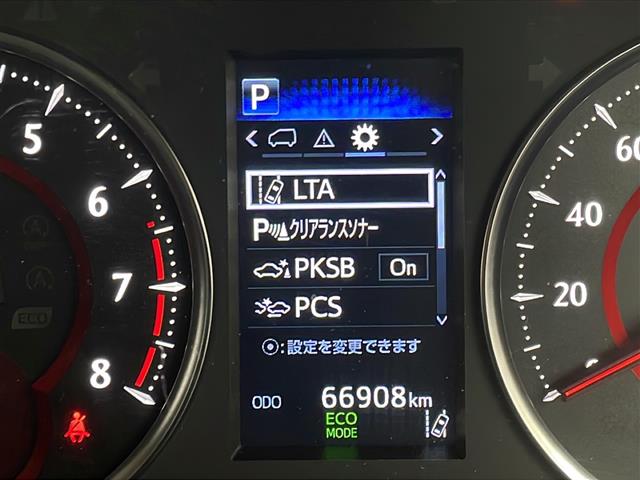 P
LTA
P クリアランスソナー
PKSB On
PCS
:設定を変更できます
ODO 66908km
ECO
MODE
5
6
7
8
ECO
60
40
20
0